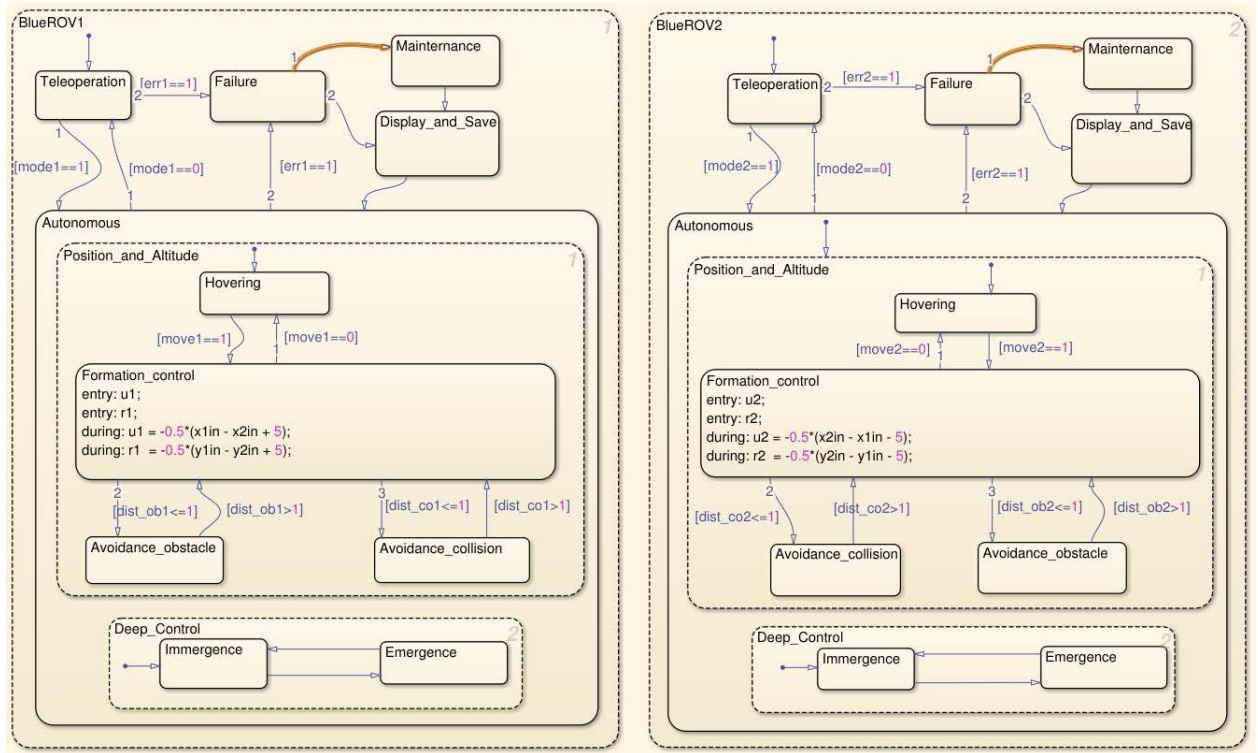 BlueROV1
1
Teleoperation
[err1==1]
2
Failure
1
2
Mainternance
Display_and_Save
1
[mode1==1]
[mode1==0]
1
[err1==1]
2
Autonomous
Position_and_Altitude
1
Hovering
[move1==1]
[move1==0]
1
Formation_control
entry: u1;
entry: r1;
during: u1 = -0.5*(x1in - x2in + 5);
during: r1 = -0.5*(y1in - y2in + 5);
2
[dist_ob1<=1]
[dist_ob1>1]
3
[dist_co1<=1]
[dist_co1>1]
Avoidance_obstacle
Avoidance_collision
Deep_Control
2
Immergence
Emergence
BlueROV2
2
Teleoperation
[err2==1]
2
Failure
1
2
Mainternance
Display_and_Save
1
[mode2==1]
[mode2==0]
1
[err2==1]
2
Autonomous
Position_and_Altitude
1
Hovering
[move2==0]
1
[move2==1]
Formation_control
entry: u2;
entry: r2;
during: u2 = -0.5*(x2in - x1in - 5);
during: r2 = -0.5*(y2in - y1in - 5);
2
[dist_co2<=1]
[dist_co2>1]
3
[dist_ob2<=1]
[dist_ob2>1]
Avoidance_collision
Avoidance_obstacle
Deep_Control
2
Immergence
Emergence